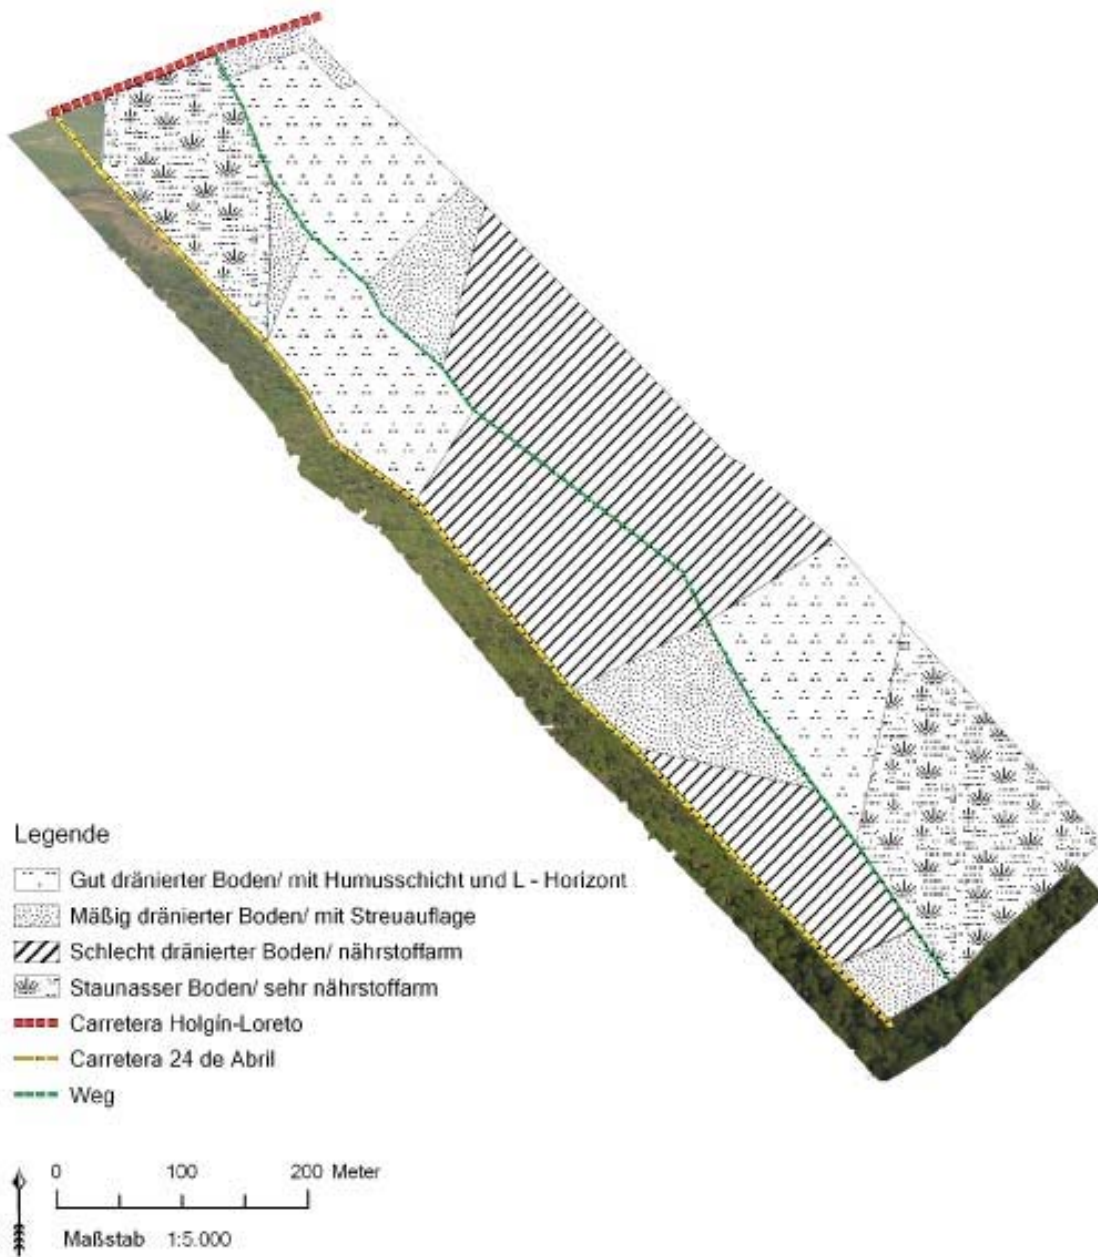 Legende
Gut dränierter Boden/ mit Humusschicht und L - Horizont
Mäßig dränierter Boden/ mit Streuauflage
Schlecht dränierter Boden/ nährstoffarm
Staunasser Boden/ sehr nährstoffarm
Carretera Holgín-Loreto
Carretera 24 de Abril
Weg
0 100 200 Meter
Maßstab 1:5.000